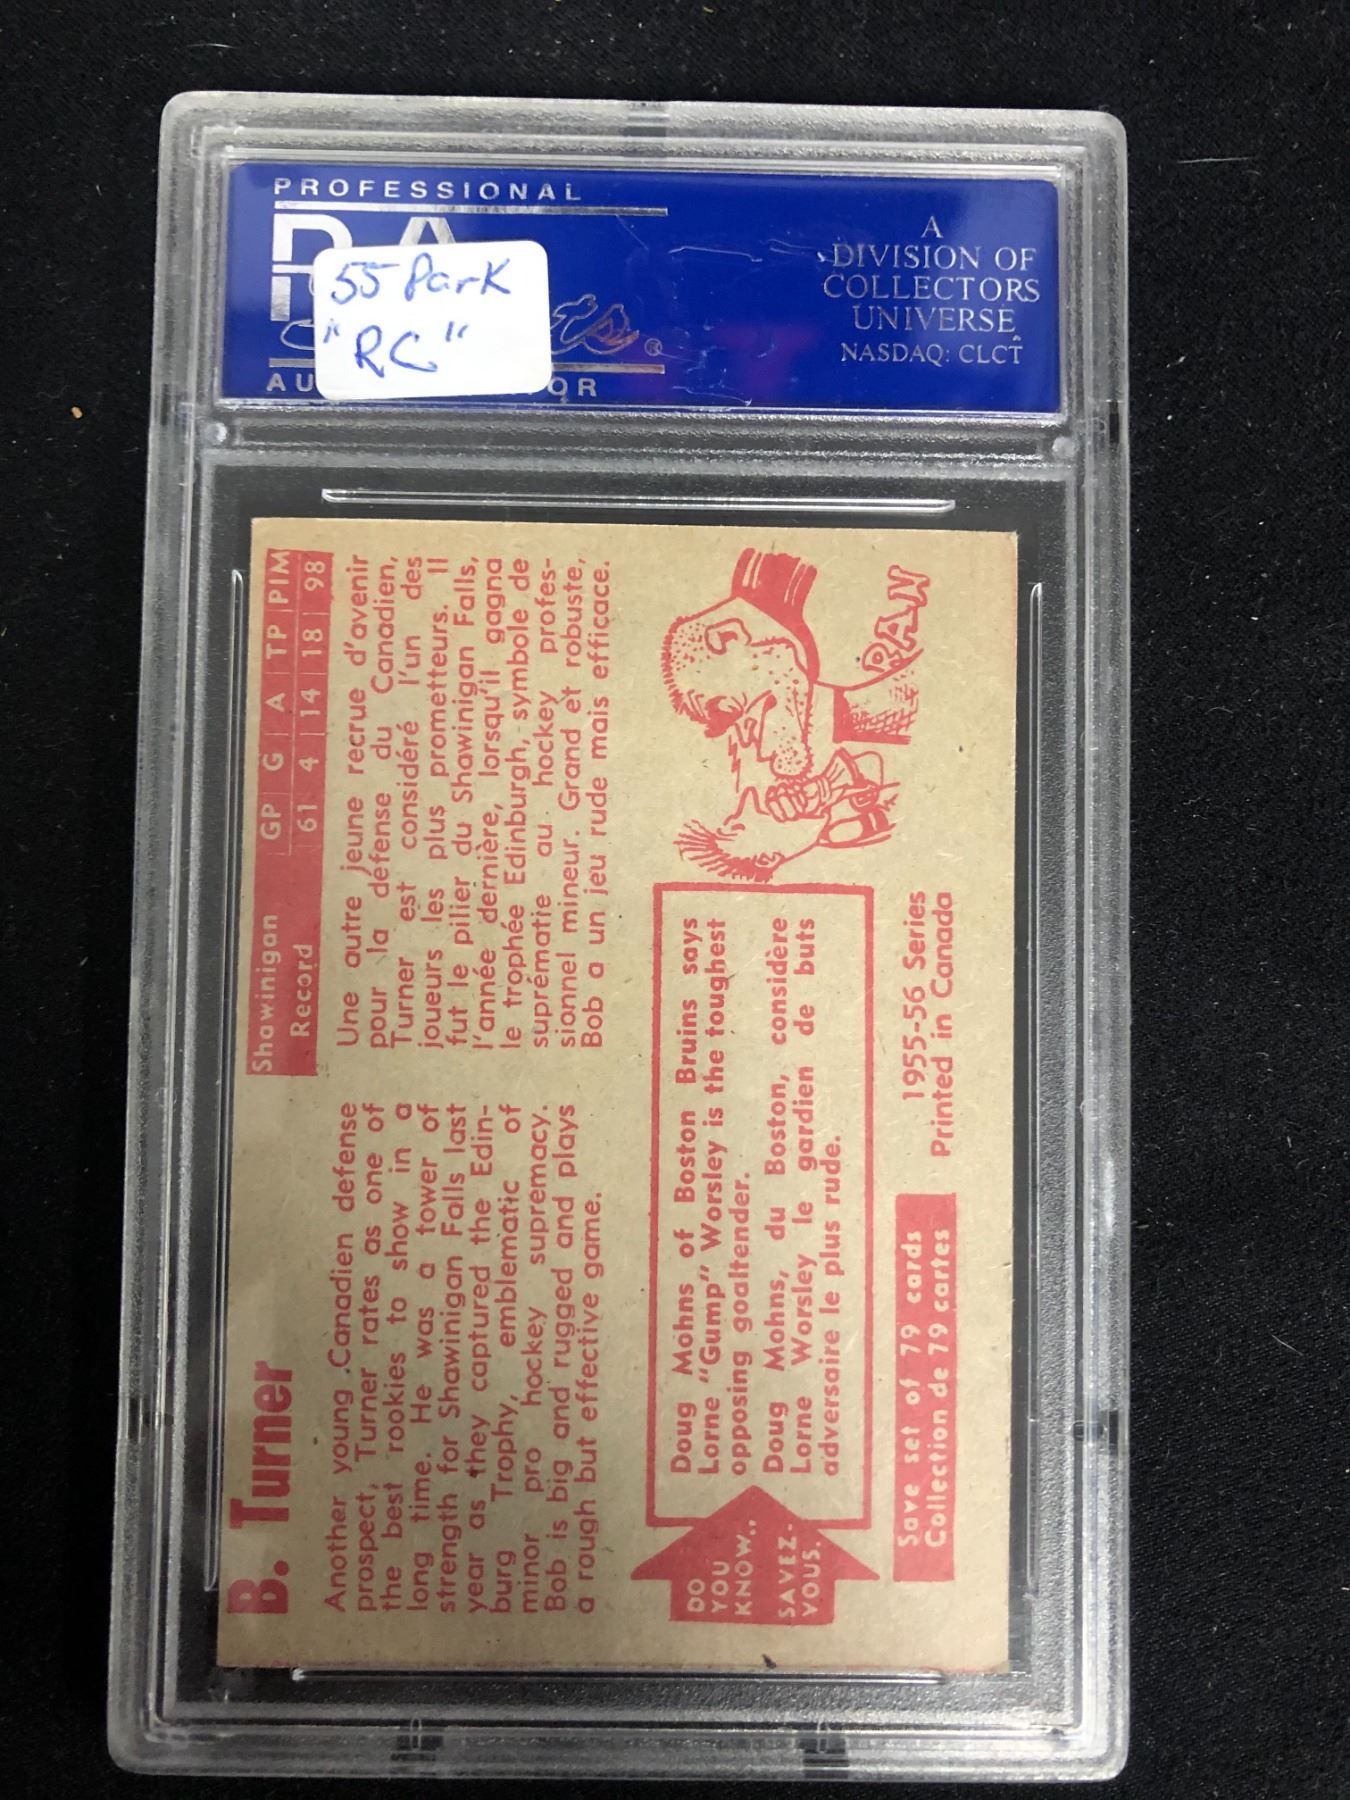 PROFESSIONAL
A
DIVISION OF
COLLECTORS
UNIVERSE
NASDAQ: CLCT
55 Park
"RC"
B. Turner
Another young Canadien defense
prospect, Turner rates as one of
the best rookies to show in a
long time. He was a tower of
strength for Shawinigan Falls last
year as they captured the Edin-
burg Trophy, emblematic of
minor pro hockey supremacy.
Bob is big and rugged and plays
a rough but effective game.
Shawinigan GP G A TP PIM
Record 61 4 14 18 98
Une autre jeune recrue d'avenir
pour la défense du Canadien,
Turner est considéré l'un des
joueurs les plus prometteurs. Il
fut le pilier du Shawinigan Falls,
l'année dernière, lorsqu'il gagna
le trophée Edinburgh, symbole de
suprématie au hockey profes-
sionnel mineur. Grand et robuste,
Bob a un jeu rude mais efficace.
DO
YOU
KNOW..
SAVEZ-
VOUS.
Doug Mohns of Boston Bruins says
Lorne "Gump" Worsley is the toughest
opposing goaltender.
Doug Mohns, du Boston, considère
Lorne Worsley le gardien de buts
adversaire le plus rude.
Save set of 79 cards
Collection de 79 cartes
1955-56 Series
Printed in Canada